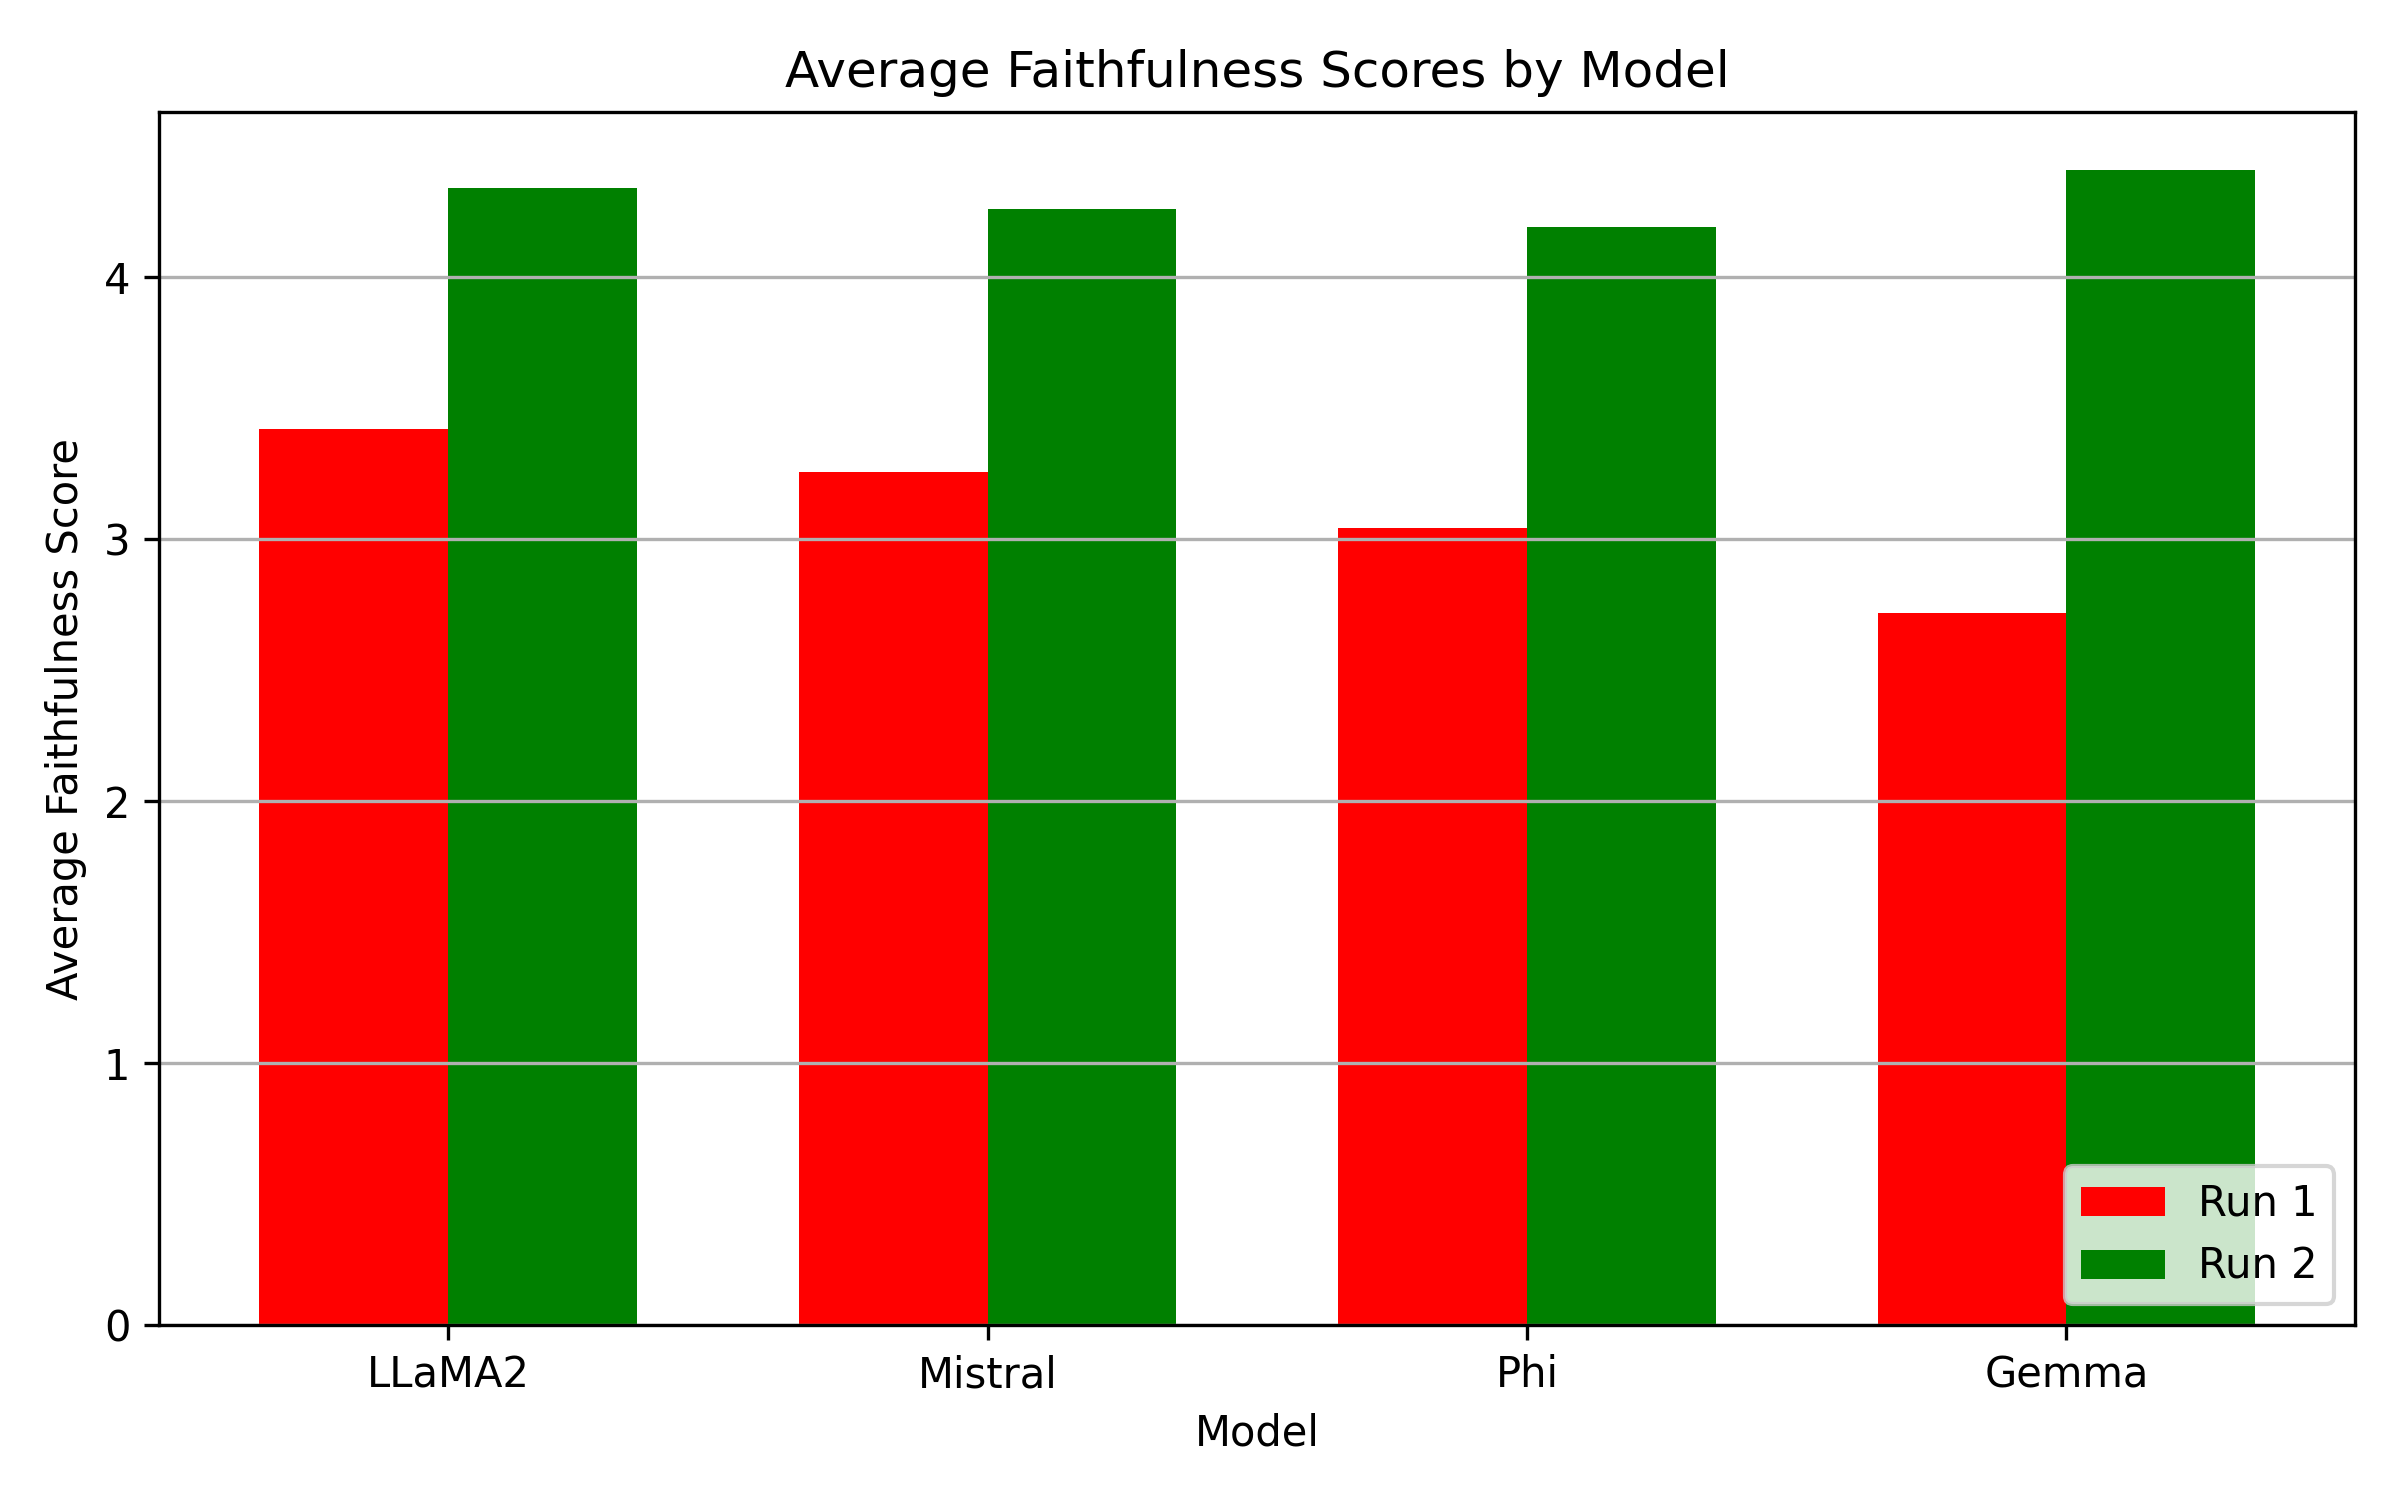 Average Faithfulness Scores by Model
Average Faithfulness Score
4
3
2
1
0
LLaMA2
Mistral
Phi
Gemma
Model
Run 1
Run 2